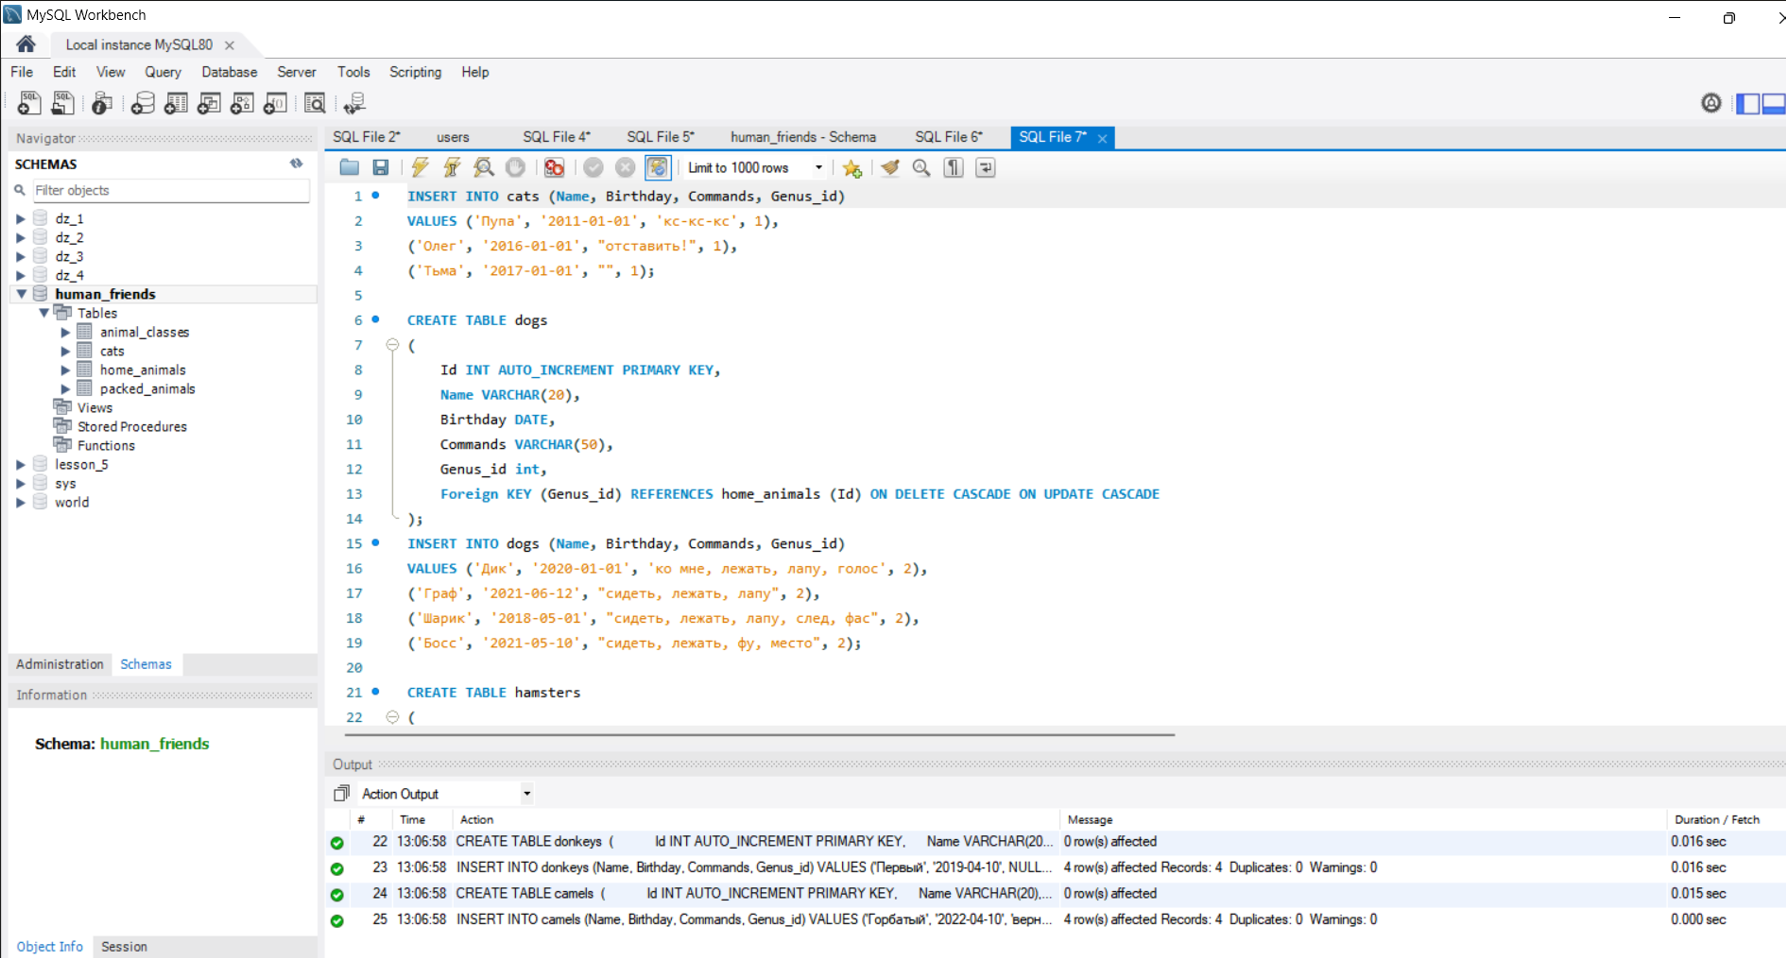 MySQL Workbench
Local instance MySQL80
File Edit View Query Database Server Tools Scripting Help
Navigator
SCHEMAS
Filter objects
dz_1
dz_2
dz_3
dz_4
human_friends
Tables
animal_classes
cats
home_animals
packed_animals
Views
Stored Procedures
Functions
lesson_5
sys
world
Administration Schemas
Information
Schema: human_friends
Object Info Session
SQL File 2* users SQL File 4* SQL File 5* human_friends - Schema SQL File 6* SQL File 7*
Limit to 1000 rows
1 INSERT INTO cats (Name, Birthday, Commands, Genus_id)
2 VALUES ('Пупа', '2011-01-01', 'кс-кс-кс', 1),
3 ('Олег', '2016-01-01', "отставить!", 1),
4 ('Тьма', '2017-01-01', "", 1);
5
6 CREATE TABLE dogs
7 (
8 Id INT AUTO_INCREMENT PRIMARY KEY,
9 Name VARCHAR(20),
10 Birthday DATE,
11 Commands VARCHAR(50),
12 Genus_id int,
13 Foreign KEY (Genus_id) REFERENCES home_animals (Id) ON DELETE CASCADE ON UPDATE CASCADE
14 );
15 INSERT INTO dogs (Name, Birthday, Commands, Genus_id)
16 VALUES ('Дик', '2020-01-01', 'ко мне, лежать, лапу, голос', 2),
17 ('Граф', '2021-06-12', "сидеть, лежать, лапу", 2),
18 ('Шарик', '2018-05-01', "сидеть, лежать, лапу, след, фас", 2),
19 ('Босс', '2021-05-10', "сидеть, лежать, фу, место", 2);
20
21 CREATE TABLE hamsters
22 (
Output
Action Output
# Time Action Message Duration / Fetch
22 13:06:58 CREATE TABLE donkeys ( Id INT AUTO_INCREMENT PRIMARY KEY, Name VARCHAR(20... 0 row(s) affected 0.016 sec
23 13:06:58 INSERT INTO donkeys (Name, Birthday, Commands, Genus_id) VALUES ('Первый', '2019-04-10', NULL... 4 row(s) affected Records: 4 Duplicates: 0 Warnings: 0 0.016 sec
24 13:06:58 CREATE TABLE camels ( Id INT AUTO_INCREMENT PRIMARY KEY, Name VARCHAR(20),... 0 row(s) affected 0.015 sec
25 13:06:58 INSERT INTO camels (Name, Birthday, Commands, Genus_id) VALUES ('Горбатый', '2022-04-10', 'верн... 4 row(s) affected Records: 4 Duplicates: 0 Warnings: 0 0.000 sec